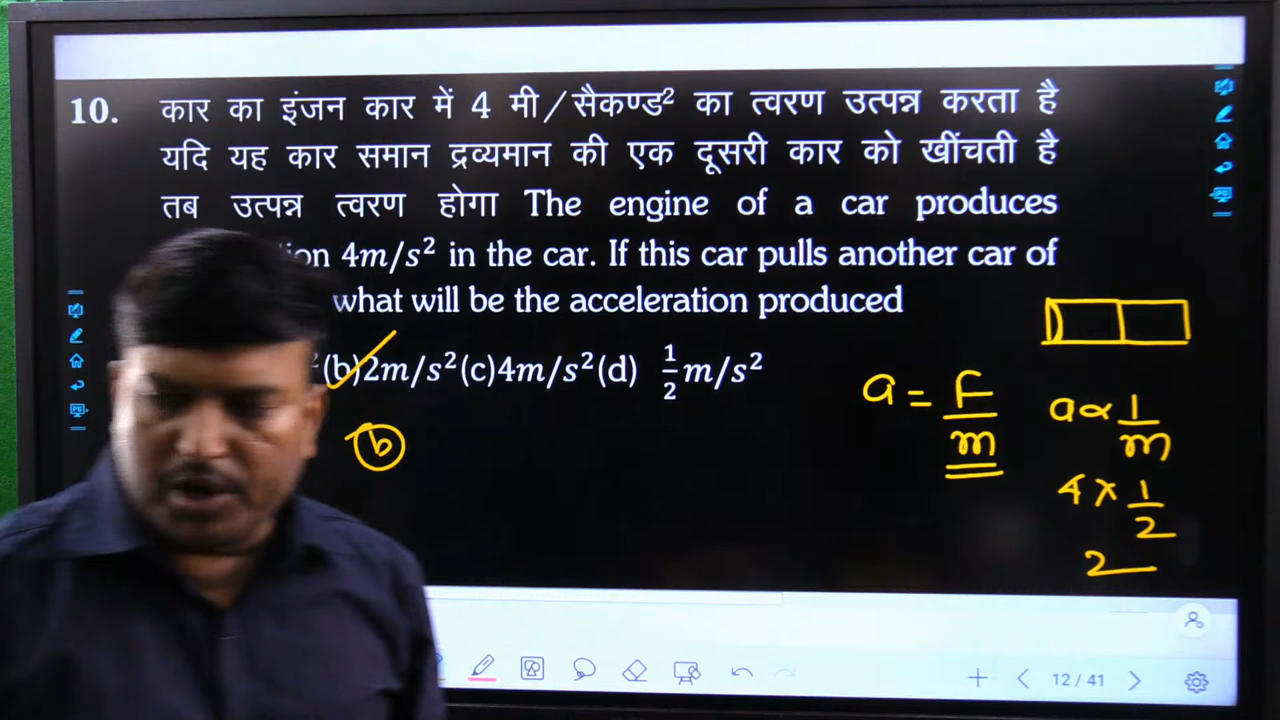 10. कार का इंजन कार में 4 मी/सैकण्ड² का त्वरण उत्पन्न करता है
यदि यह कार समान द्रव्यमान की एक दूसरी कार को खींचती है
तब उत्पन्न त्वरण होगा The engine of a car produces
on 4m/s² in the car. If this car pulls another car of
what will be the acceleration produced
² (b)2m/s²(c)4m/s²(d) 1/2 m/s²
b
a = F/m
a ∝ 1/m
4 × 1/2
2
12/41